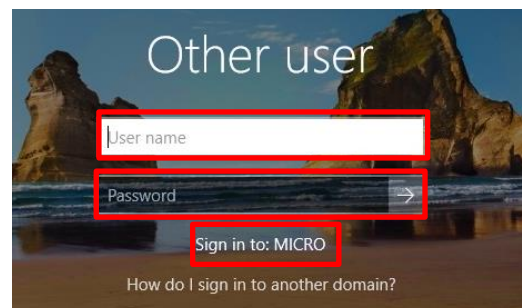 Other user
User name
Password
Sign in to: MICRO
How do I sign in to another domain?